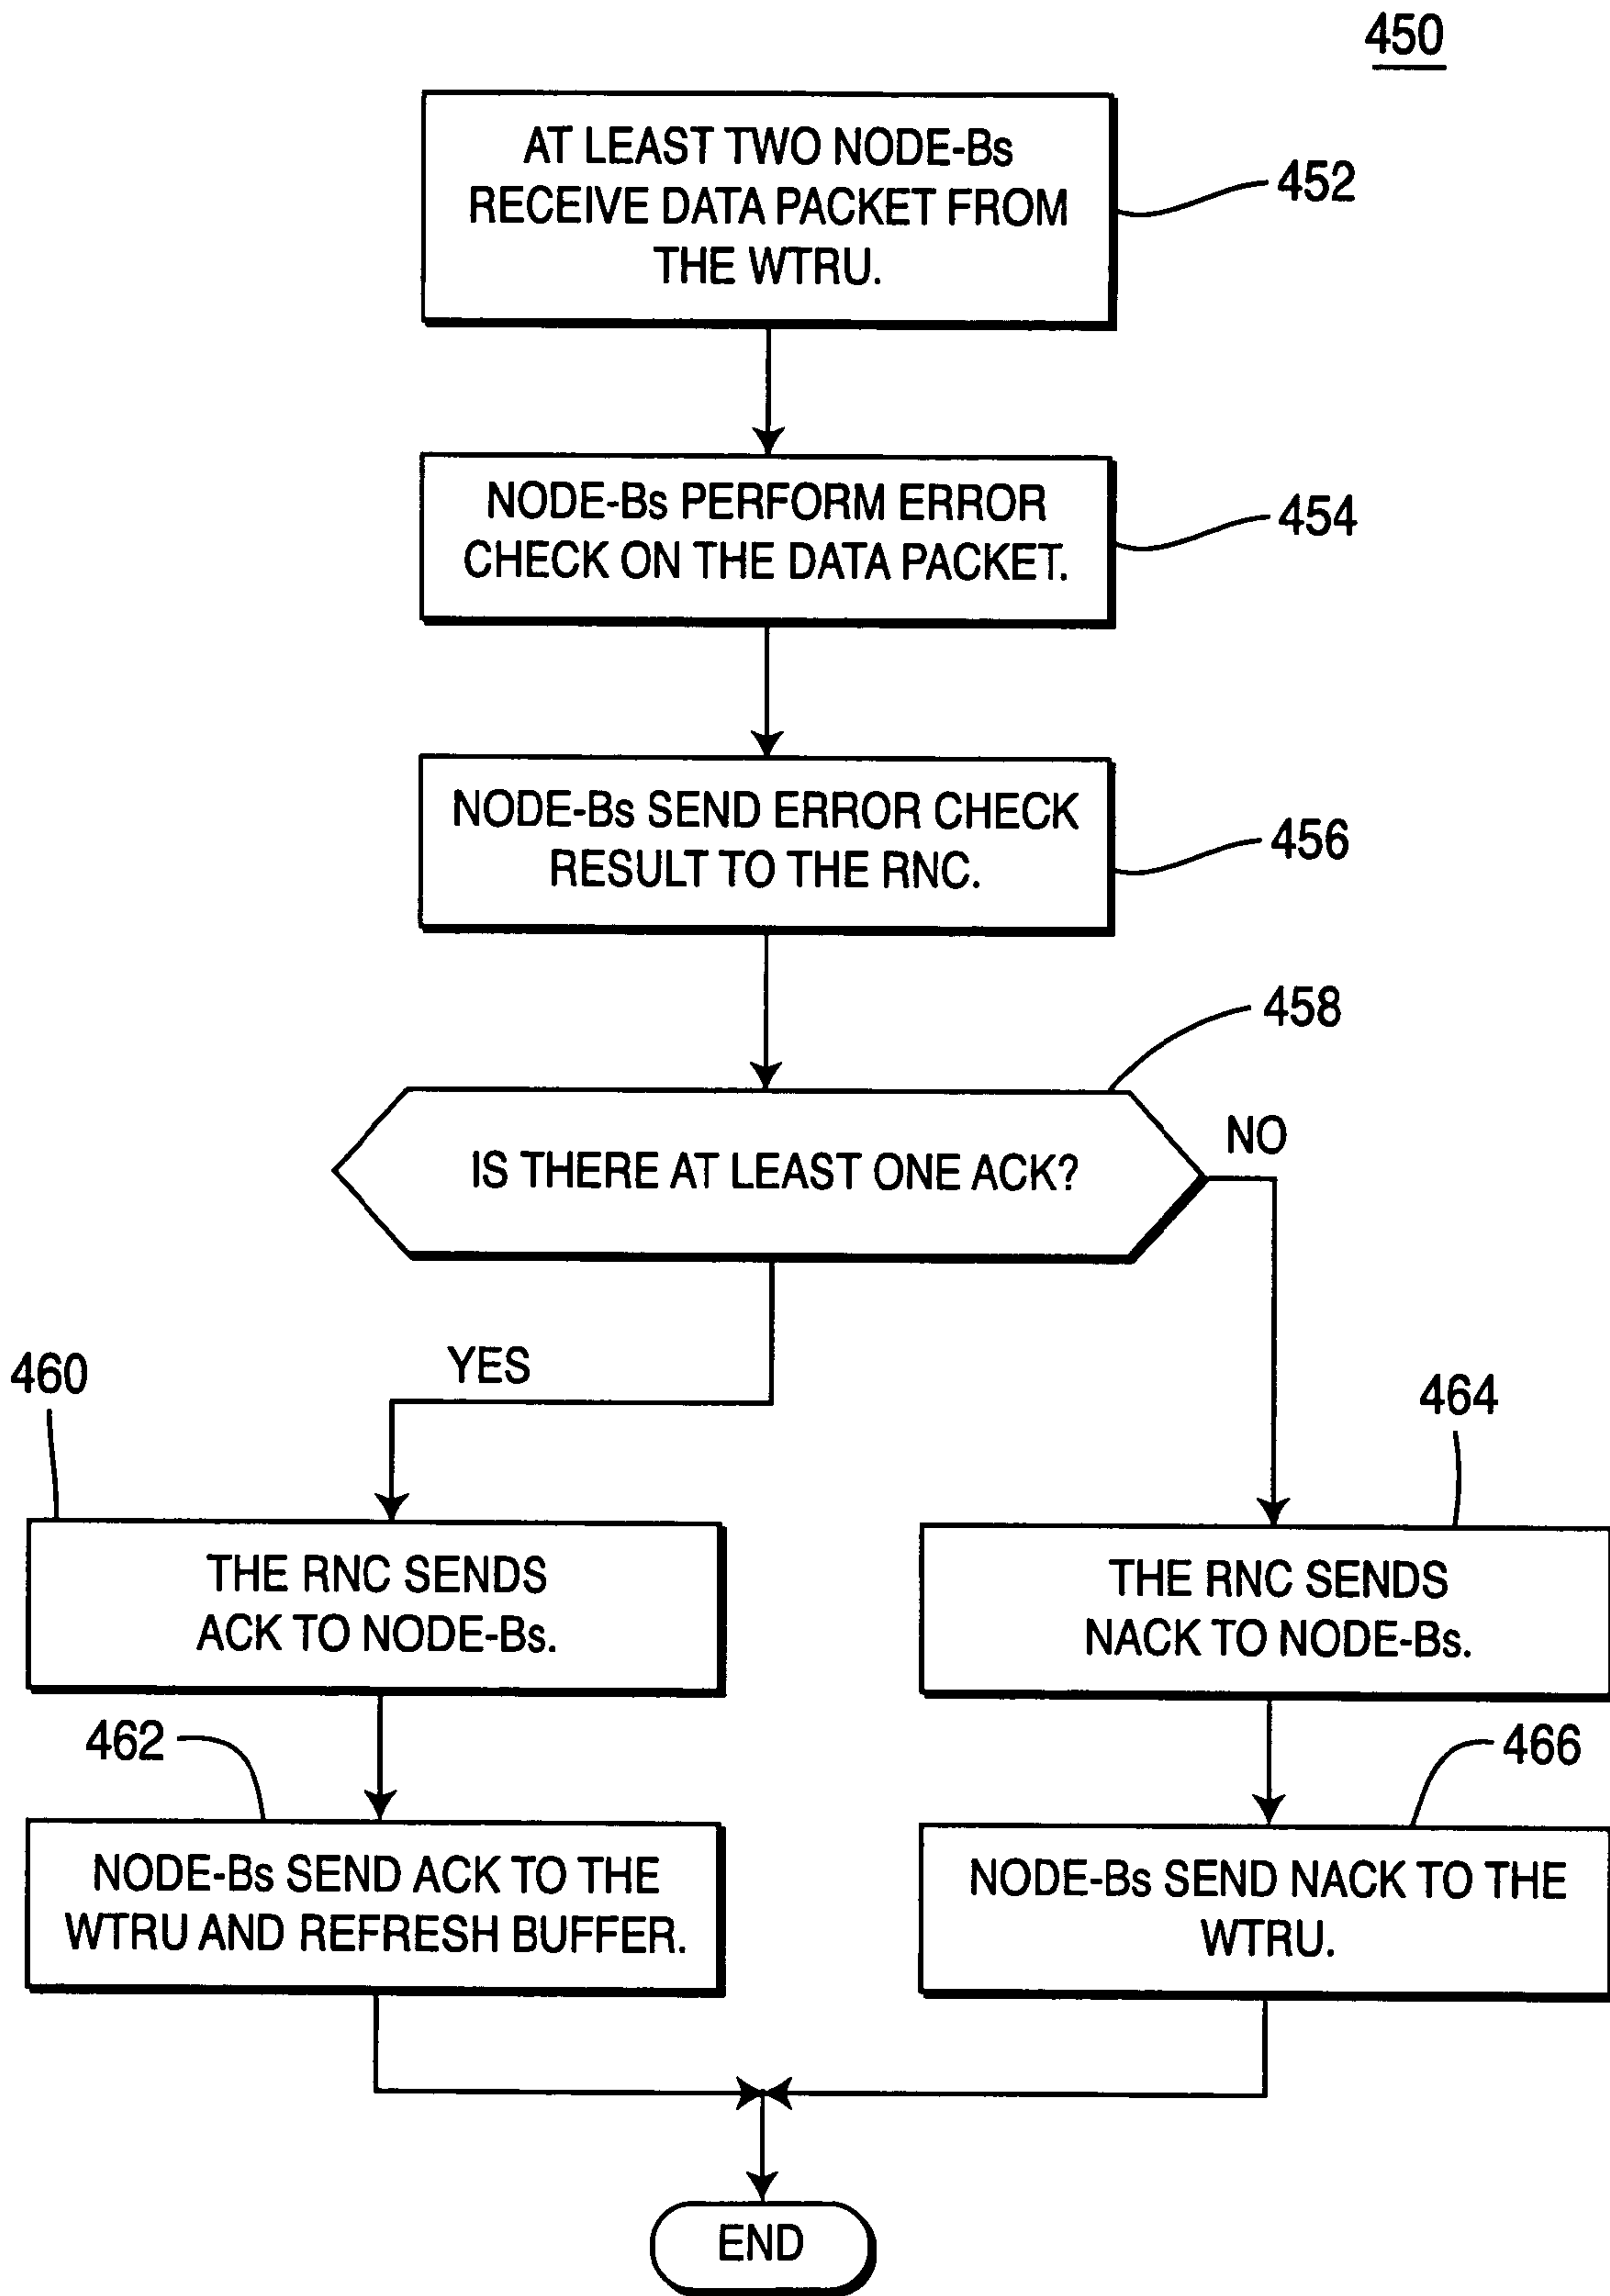 450
AT LEAST TWO NODE-Bs
RECEIVE DATA PACKET FROM
THE WTRU.
452
NODE-Bs PERFORM ERROR
CHECK ON THE DATA PACKET.
454
NODE-Bs SEND ERROR CHECK
RESULT TO THE RNC.
456
458
IS THERE AT LEAST ONE ACK?
NO
YES
460
464
THE RNC SENDS
ACK TO NODE-Bs.
THE RNC SENDS
NACK TO NODE-Bs.
462
466
NODE-Bs SEND ACK TO THE
WTRU AND REFRESH BUFFER.
NODE-Bs SEND NACK TO THE
WTRU.
END